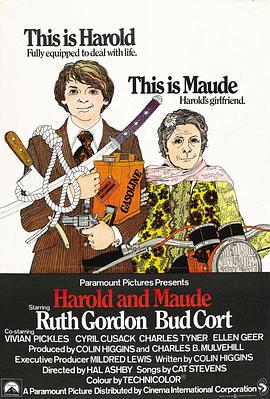 This is Harold
Fully equipped to deal with life.
This is Maude
Harold's girlfriend.
GASOLINE
Paramount Pictures Presents
Harold and Maude
Starring
Ruth Gordon Bud Cort
Co-starring
VIVIAN PICKLES CYRIL CUSACK CHARLES TYNER ELLEN GEER
Produced by COLIN HIGGINS and CHARLES B. MULVEHILL
Executive Producer MILDRED LEWIS Written by COLIN HIGGINS
Directed by HAL ASHBY Songs by CAT STEVENS
Colour by TECHNICOLOR
A Paramount Picture Distributed by Cinema International Corporation